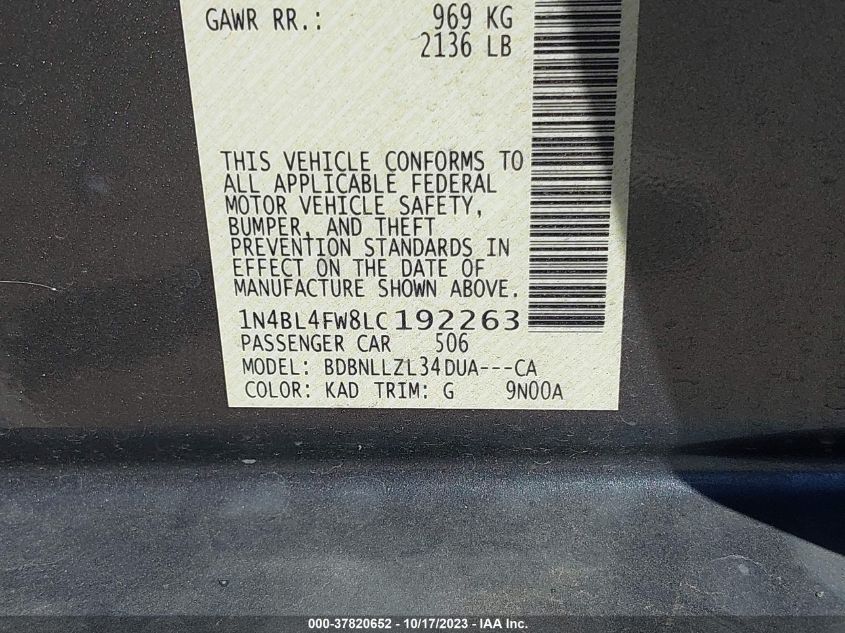 GAWR RR.: 969 KG
2136 LB
THIS VEHICLE CONFORMS TO
ALL APPLICABLE FEDERAL
MOTOR VEHICLE SAFETY,
BUMPER, AND THEFT
PREVENTION STANDARDS IN
EFFECT ON THE DATE OF
MANUFACTURE SHOWN ABOVE.
1N4BL4FW8LC192263
PASSENGER CAR 506
MODEL: BDBNLLZL34DUA---CA
COLOR: KAD TRIM: G 9N00A
000-37820652 - 10/17/2023 - IAA Inc.